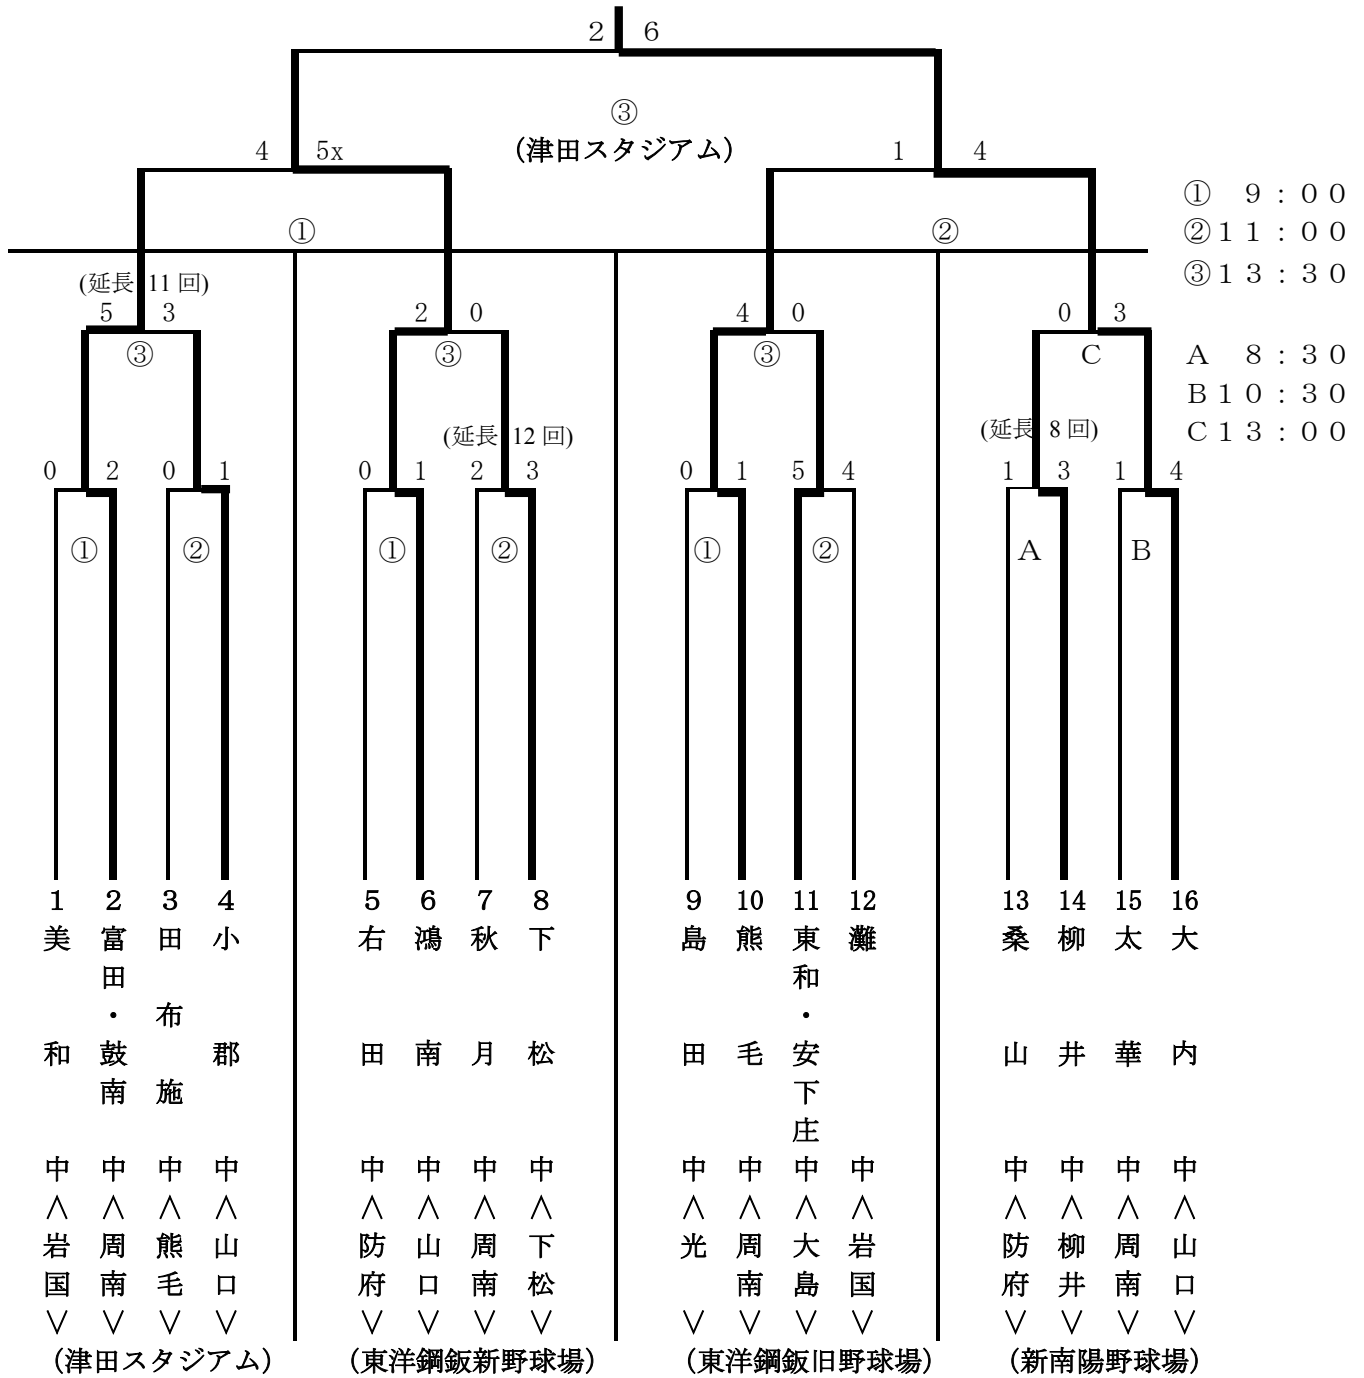 2 6
③
(津田スタジアム)
4 5x
1 4
① ②
①　９：００
②１１：００
③１３：３０
(延長 11 回)
5 3
2 0
4 0
0 3
③ ③ ③ Ｃ
Ａ　８：３０
Ｂ１０：３０
Ｃ１３：００
(延長 12 回)
(延長 8 回)
0 2 0 1
0 1 2 3
0 1 5 4
1 3 1 4
① ② ① ② ① ② Ａ Ｂ
1 美和中＜岩国＞
2 富田・鼓南中＜周南＞
3 田布施中＜熊毛＞
4 小郡中＜山口＞
5 右田中＜防府＞
6 鴻南中＜山口＞
7 秋月中＜周南＞
8 下松中＜下松＞
9 島田中＜光＞
10 熊毛中＜周南＞
11 東和・安下庄中＜大島＞
12 灘中＜岩国＞
13 桑山中＜防府＞
14 柳井中＜柳井＞
15 太華中＜周南＞
16 大内中＜山口＞
(津田スタジアム)
(東洋鋼鈑新野球場)
(東洋鋼鈑旧野球場)
(新南陽野球場)